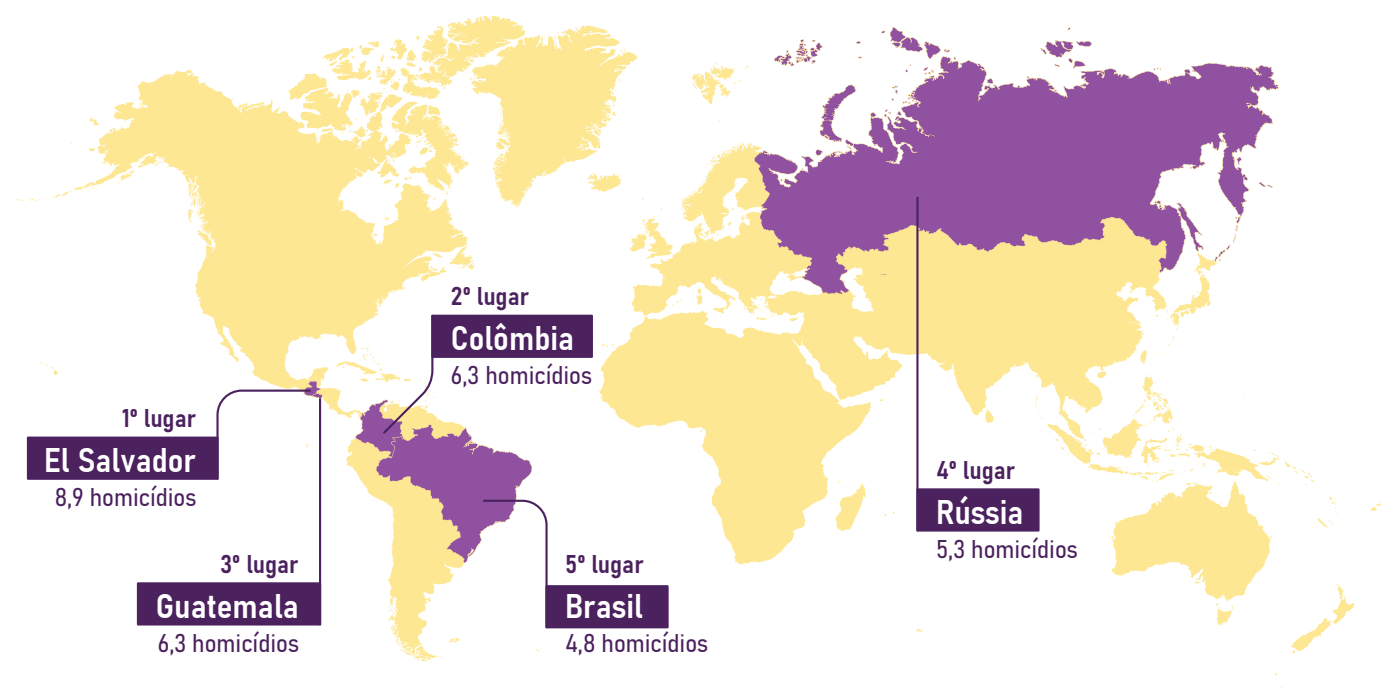 1º lugar
El Salvador
8,9 homicídios
2º lugar
Colômbia
6,3 homicídios
3º lugar
Guatemala
6,3 homicídios
4º lugar
Rússia
5,3 homicídios
5º lugar
Brasil
4,8 homicídios